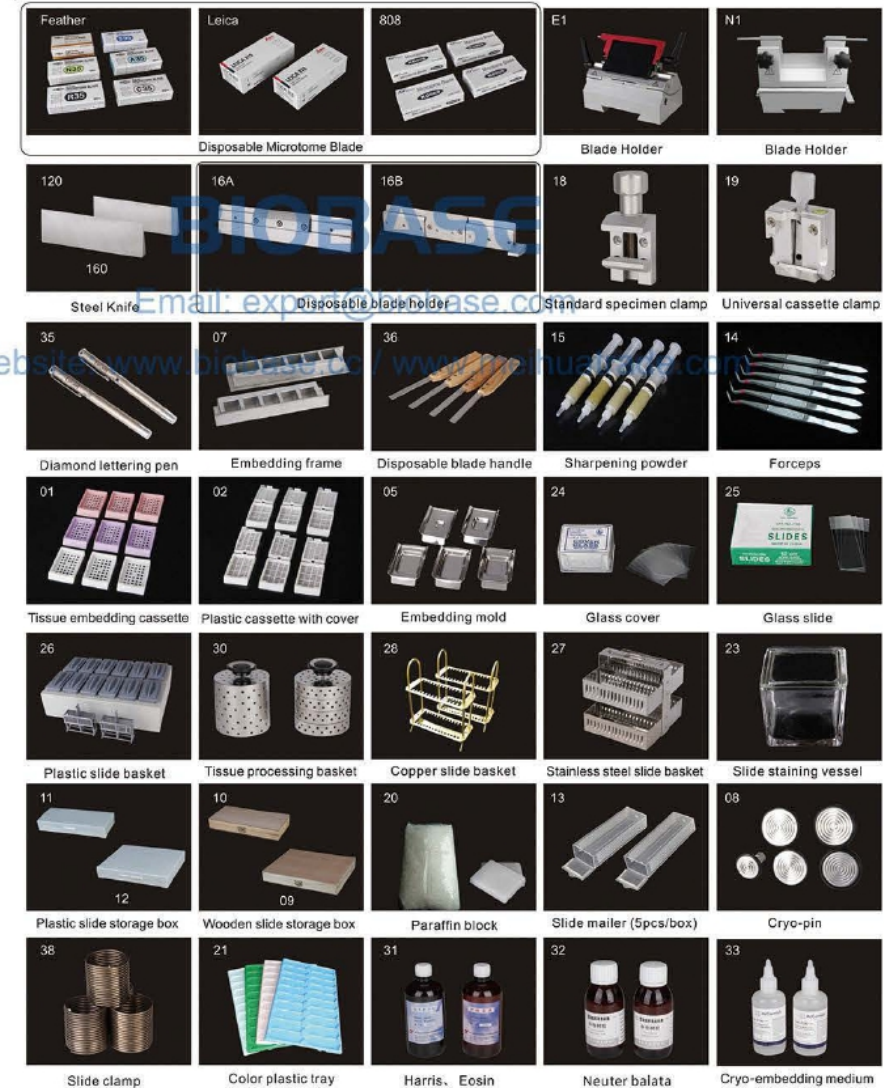 Feather Leica 808 E1 N1
N35 A35
R35 C35
Disposable Microtome Blade Blade Holder Blade Holder
120 16A 16B 18 19
160
BIOBASE
Steel Knife Disposable blade holder Standard specimen clamp Universal cassette clamp
Email: export@biobase.com
35 07 36 15 14
website: www.biobase.cc / www.meihuatrade.com
Diamond lettering pen Embedding frame Disposable blade handle Sharpening powder Forceps
01 02 05 24 25
SLIDES
SLIDES
Tissue embedding cassette Plastic cassette with cover Embedding mold Glass cover Glass slide
26 30 28 27 23
Plastic slide basket Tissue processing basket Copper slide basket Stainless steel slide basket Slide staining vessel
11 10 20 13 08
12 09
Plastic slide storage box Wooden slide storage box Paraffin block Slide mailer (5pcs/box) Cryo-pin
38 21 31 32 33
Slide clamp Color plastic tray Harris、 Eosin Neuter balata Cryo-embedding medium